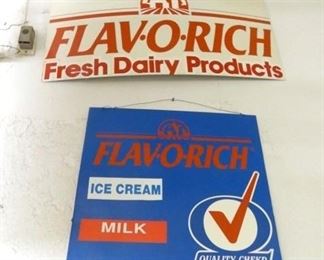 FLAV-O-RICH
Fresh Dairy Products
FLAV-O-RICH
ICE CREAM
MILK
QUALITY CHEKD